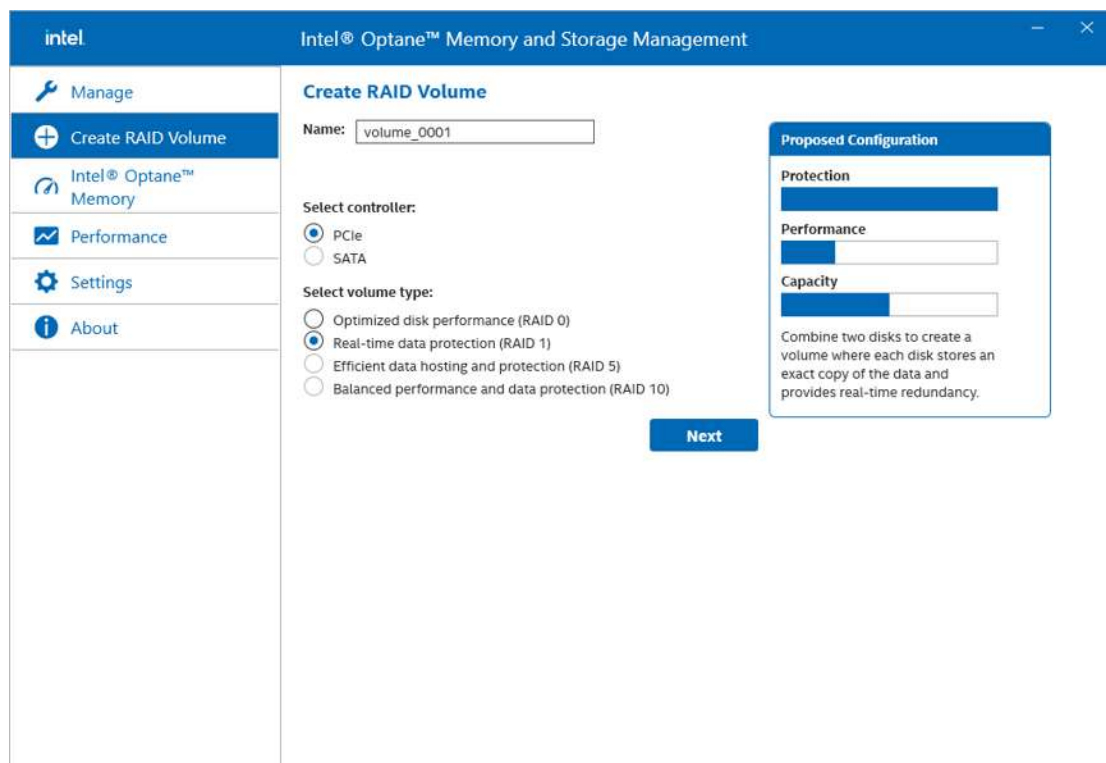 intel.
Intel® Optane™ Memory and Storage Management
Manage
Create RAID Volume
Intel® Optane™
Memory
Performance
Settings
About
Create RAID Volume
Name: volume_0001
Select controller:
PCIe
SATA
Select volume type:
Optimized disk performance (RAID 0)
Real-time data protection (RAID 1)
Efficient data hosting and protection (RAID 5)
Balanced performance and data protection (RAID 10)
Next
Proposed Configuration
Protection
Performance
Capacity
Combine two disks to create a
volume where each disk stores an
exact copy of the data and
provides real-time redundancy.